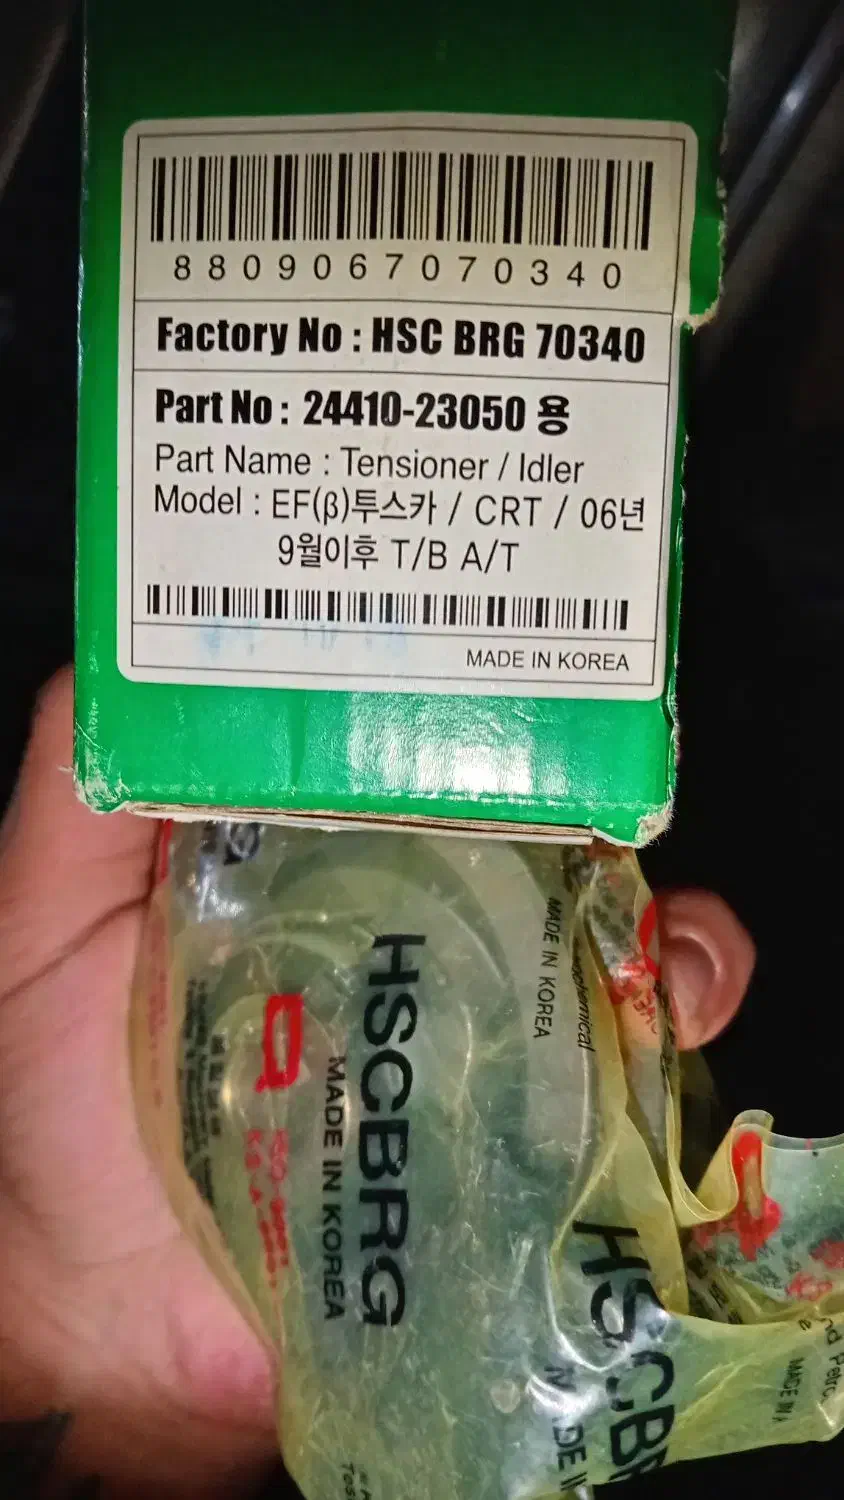 8809067070340
Factory No : HSC BRG 70340
Part No : 24410-23050 용
Part Name : Tensioner / Idler
Model : EF(β)투스카 / CRT / 06년
9월이후 T/B A/T
MADE IN KOREA
HSCBRG
MADE IN KOREA
MADE IN KOREA
HSCBR